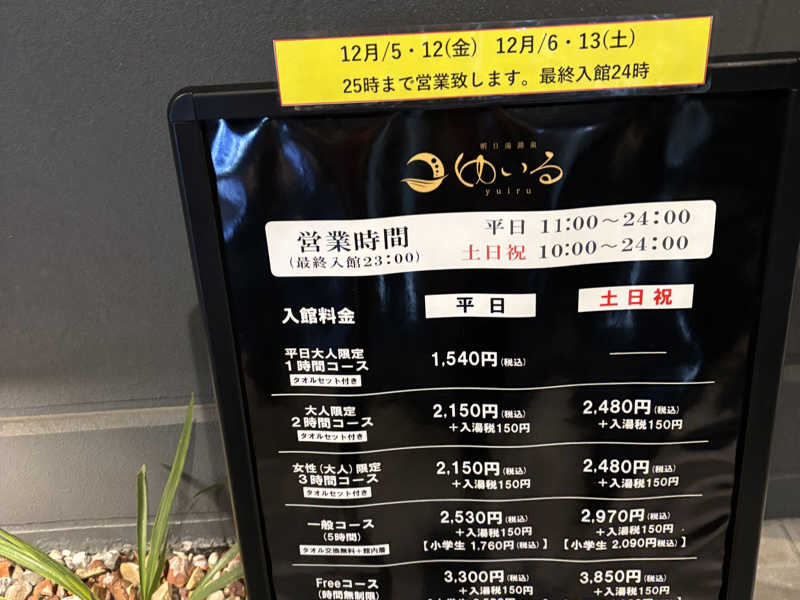 12月/5・12(金) 12月/6・13(土)
25時まで営業致します。最終入館24時
朝日湯源泉
ゆいる
yuiru
営業時間 平日 11:00～24:00
(最終入館23:00) 土日祝 10:00～24:00
入館料金 平日 土日祝
平日大人限定
1時間コース 1,540円(税込)
タオルセット付き
大人限定 2,150円(税込) 2,480円(税込)
2時間コース +入湯税150円 +入湯税150円
タオルセット付き
女性(大人)限定 2,150円(税込) 2,480円(税込)
3時間コース +入湯税150円 +入湯税150円
タオルセット付き
一般コース 2,530円(税込) 2,970円(税込)
(5時間) +入湯税150円 +入湯税150円
タオル交換無料+館内着 【小学生 1,760円(税込)】 【小学生 2,090円(税込)】
Freeコース 3,300円(税込) 3,850円(税込)
(時間無制限) +入湯税150円 +入湯税150円